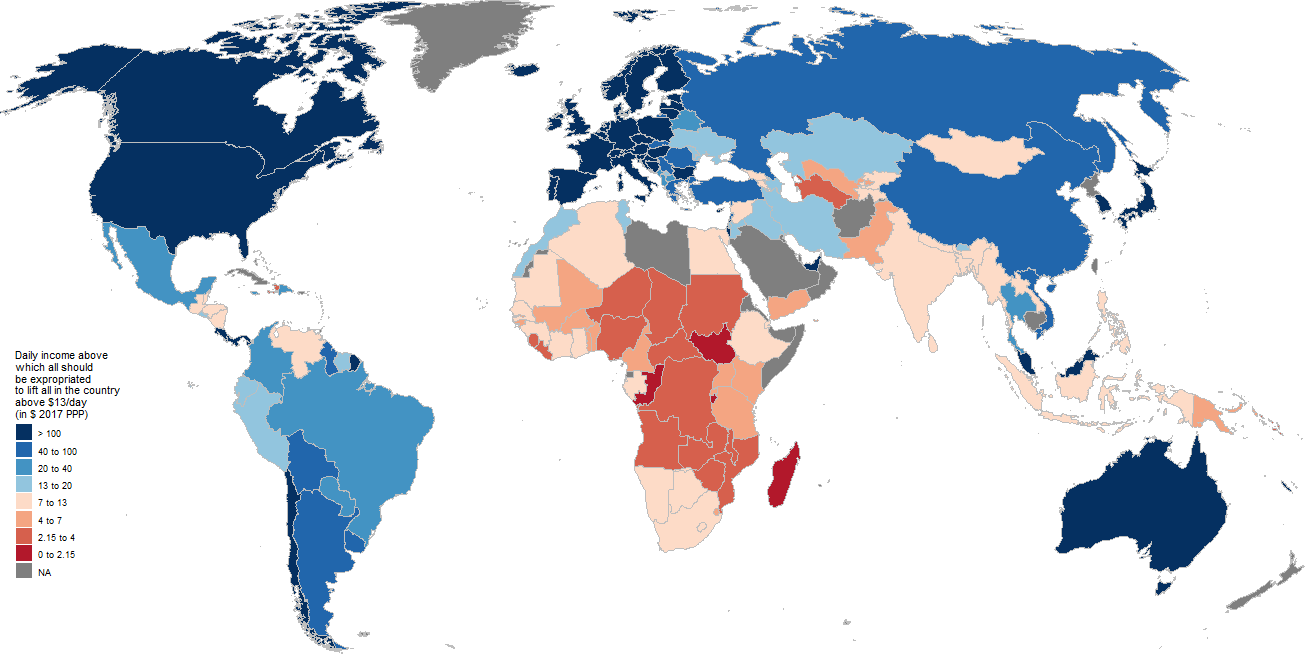 Daily income above
which all should
be expropriated
to lift all in the country
above $13/day
(in $ 2017 PPP)
> 100
40 to 100
20 to 40
13 to 20
7 to 13
4 to 7
2.15 to 4
0 to 2.15
NA